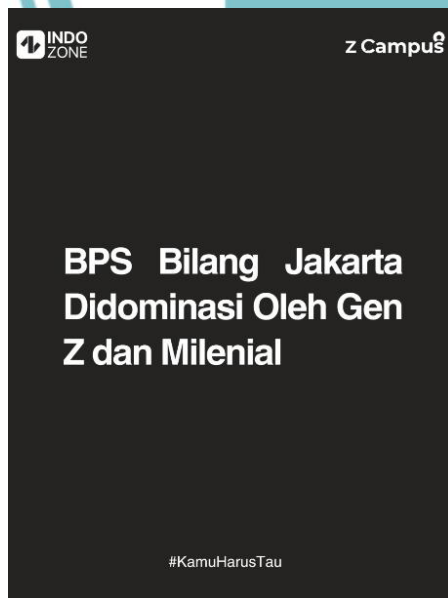 INDO
ZONE
Z Campus
BPS Bilang Jakarta
Didominasi Oleh Gen
Z dan Milenial
#KamuHarusTau